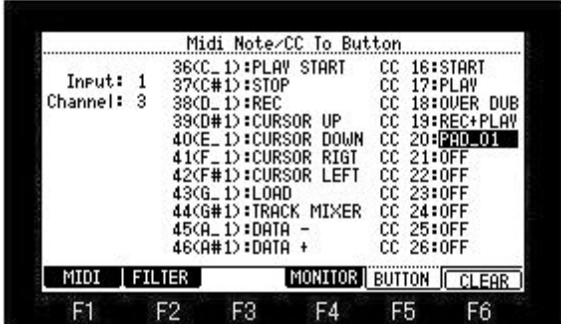 Midi Note/CC To Button
Input: 1
Channel: 3
36(C_1):PLAY START CC 16:START
37(C#1):STOP CC 17:PLAY
38(D_1):REC CC 18:OVER DUB
39(D#1):CURSOR UP CC 19:REC+PLAY
40(E_1):CURSOR DOWN CC 20:PAD_01
41(F_1):CURSOR RIGT CC 21:OFF
42(F#1):CURSOR LEFT CC 22:OFF
43(G_1):LOAD CC 23:OFF
44(G#1):TRACK MIXER CC 24:OFF
45(A_1):DATA - CC 25:OFF
46(A#1):DATA + CC 26:OFF
MIDI FILTER MONITOR BUTTON CLEAR
F1 F2 F3 F4 F5 F6